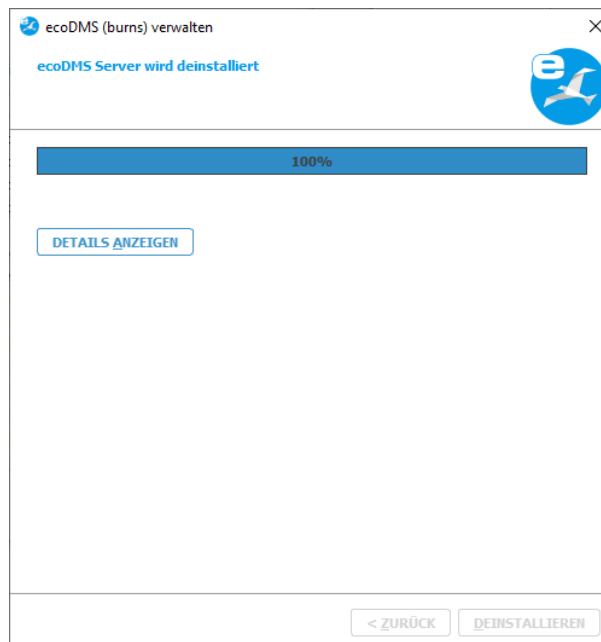 ecoDMS (burns) verwalten
ecoDMS Server wird deinstalliert
e
100%
DETAILS ANZEIGEN
< ZURÜCK DEINSTALLIEREN